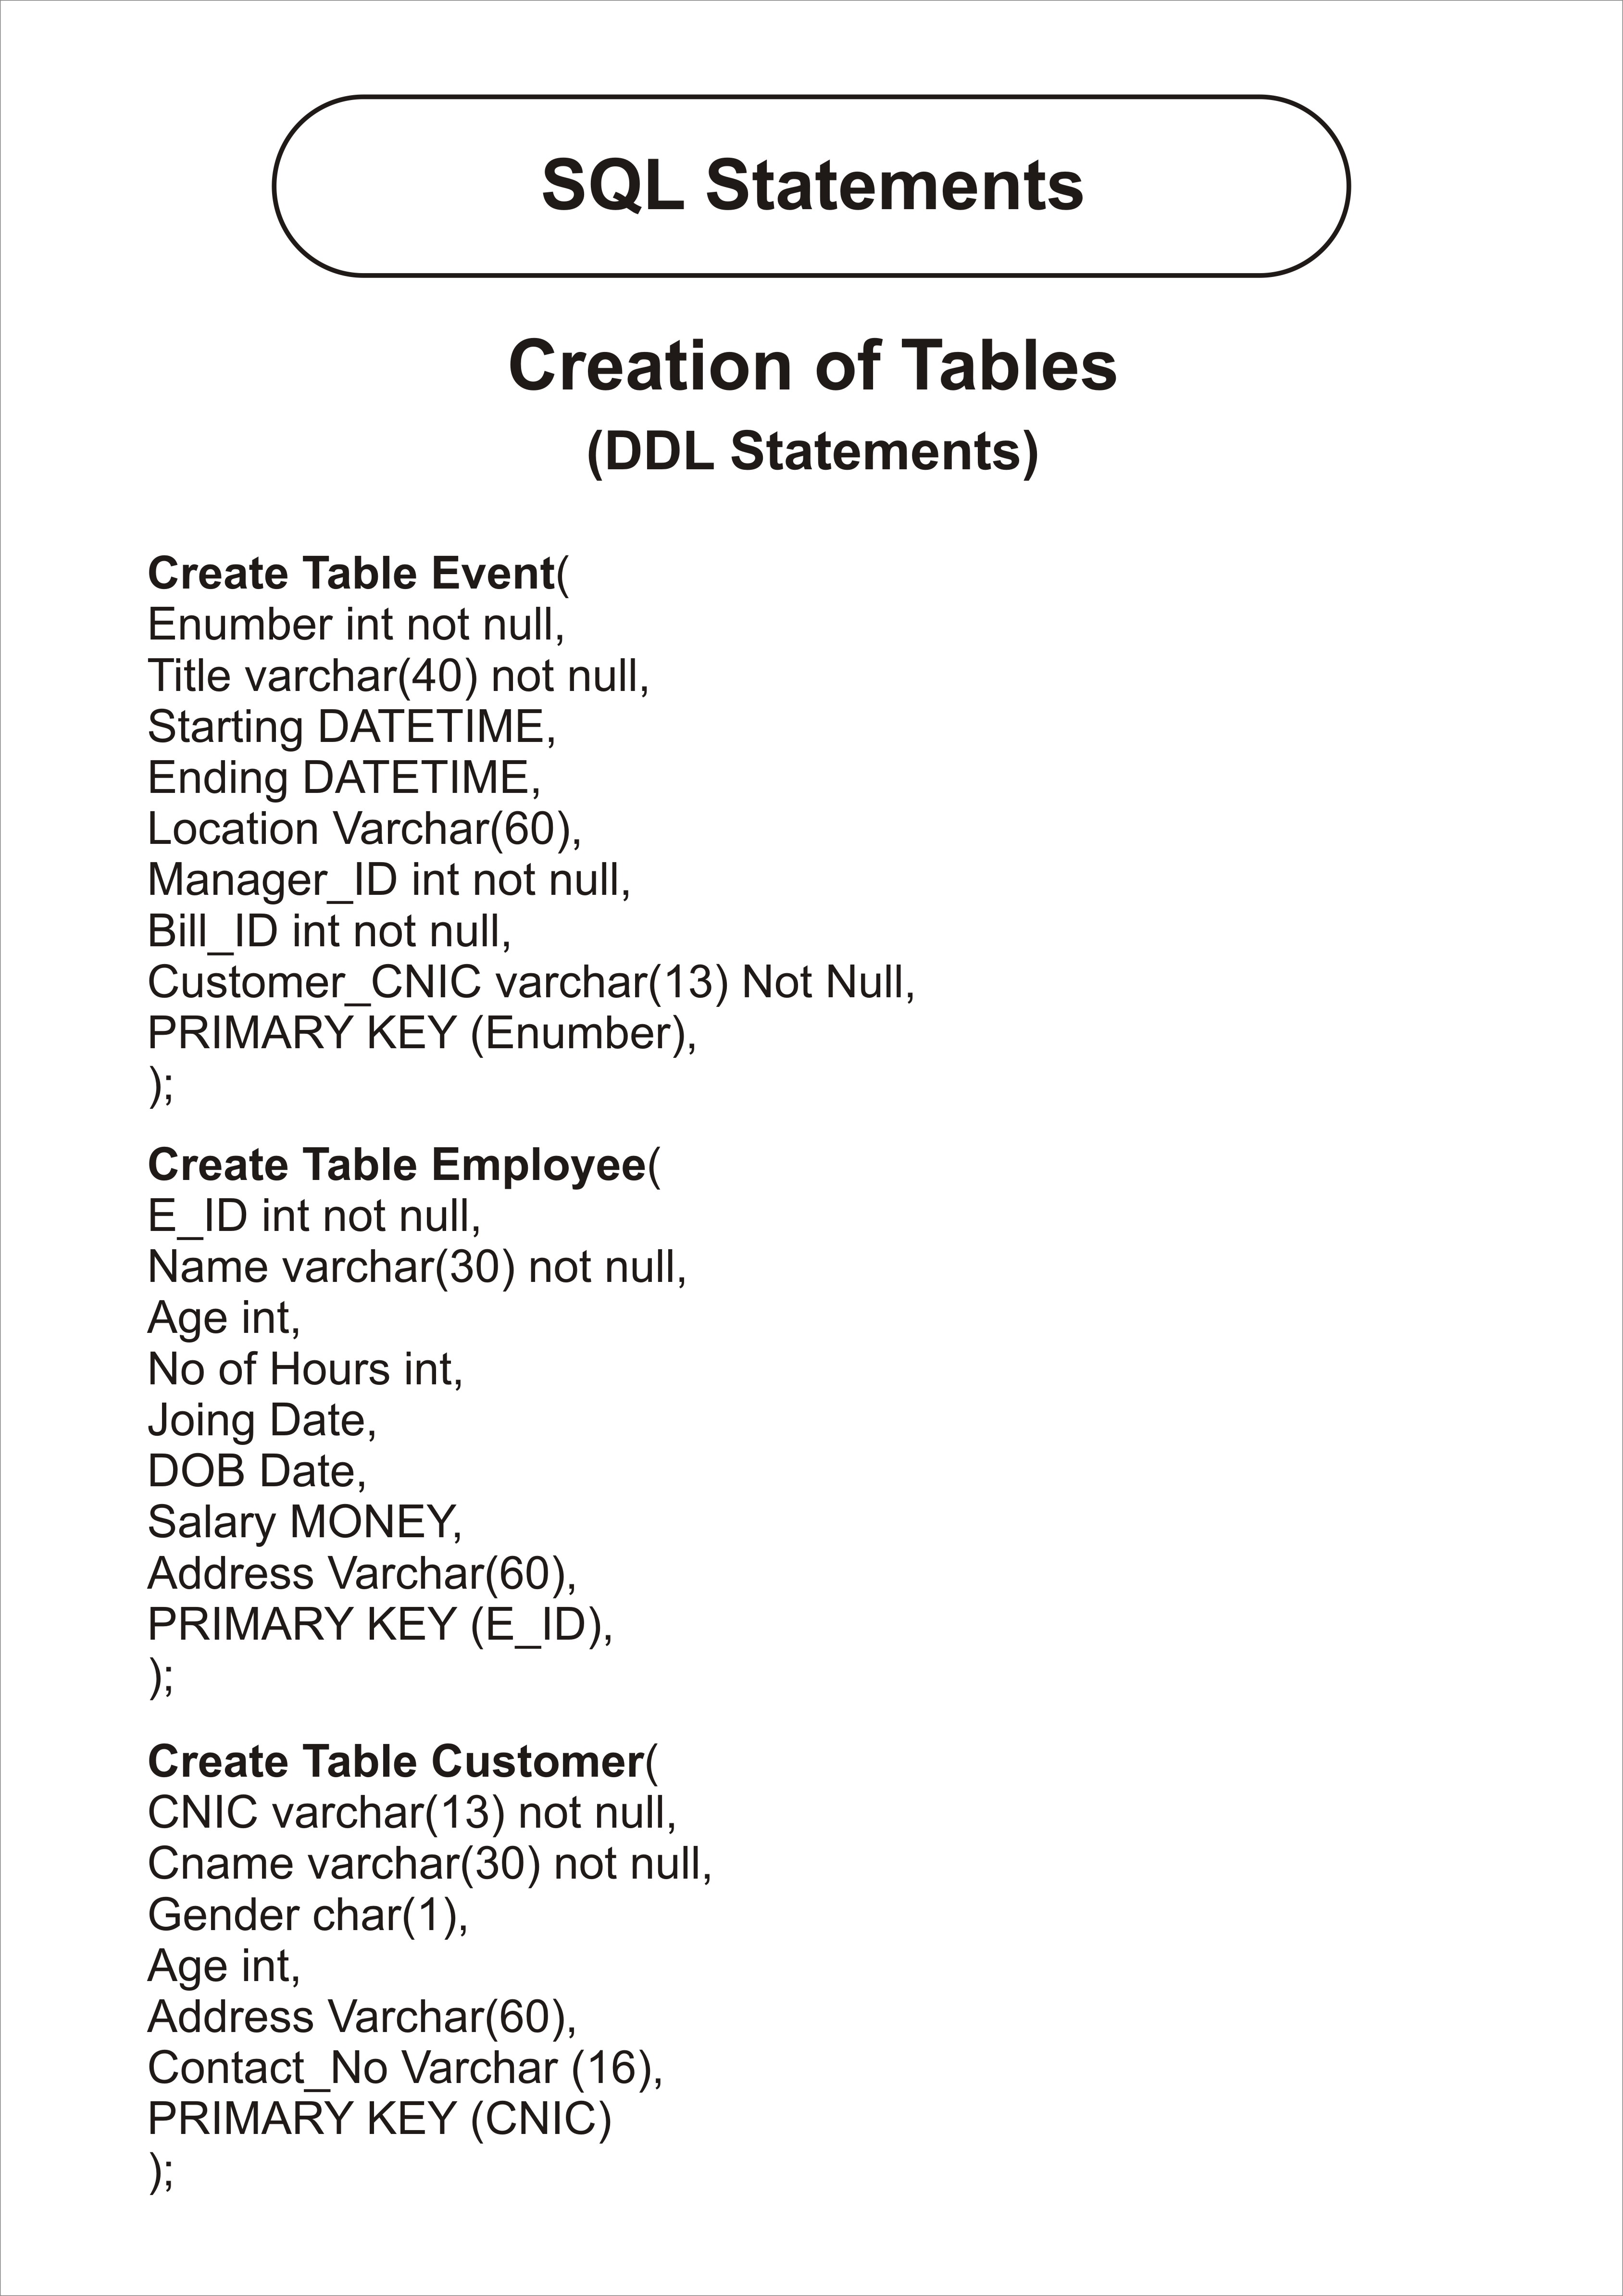 SQL Statements
Creation of Tables
(DDL Statements)
Create Table Event(
Enumber int not null,
Title varchar(40) not null,
Starting DATETIME,
Ending DATETIME,
Location Varchar(60),
Manager_ID int not null,
Bill_ID int not null,
Customer_CNIC varchar(13) Not Null,
PRIMARY KEY (Enumber),
);
Create Table Employee(
E_ID int not null,
Name varchar(30) not null,
Age int,
No of Hours int,
Joing Date,
DOB Date,
Salary MONEY,
Address Varchar(60),
PRIMARY KEY (E_ID),
);
Create Table Customer(
CNIC varchar(13) not null,
Cname varchar(30) not null,
Gender char(1),
Age int,
Address Varchar(60),
Contact_No Varchar (16),
PRIMARY KEY (CNIC)
);